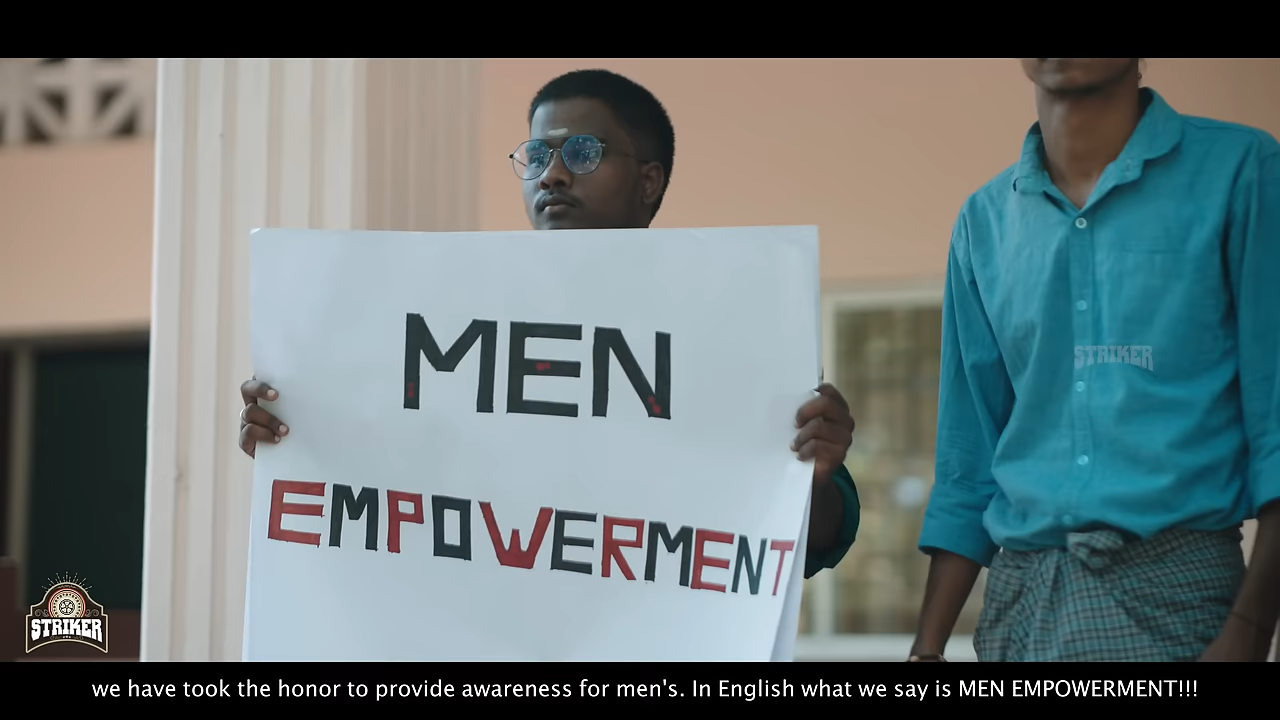 MEN
EMPOWERMENT
STRIKER
STRIKER
we have took the honor to provide awareness for men's. In English what we say is MEN EMPOWERMENT!!!